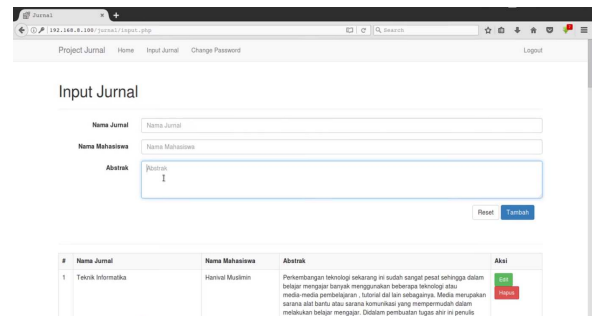 Jurnal
192.168.8.100/jurnal/input.php
Search
Project Jurnal Home Input Jurnal Change Password Logout
Input Jurnal
Nama Jurnal Nama Jurnal
Nama Mahasiswa Nama Mahasiswa
Abstrak Abstrak
Reset Tambah
# Nama Jurnal Nama Mahasiswa Abstrak Aksi
1 Teknik Informatika Hanival Muslimin Perkembangan teknologi sekarang ini sudah sangat pesat sehingga dalam Edit
belajar mengajar banyak menggunakan beberapa teknologi atau Hapus
media-media pembelajaran , tutorial dal lain sebagainya. Media merupakan
sarana alat bantu atau sarana komunikasi yang mempermudah dalam
melakukan belajar mengajar. Didalam pembuatan tugas ahir ini penulis